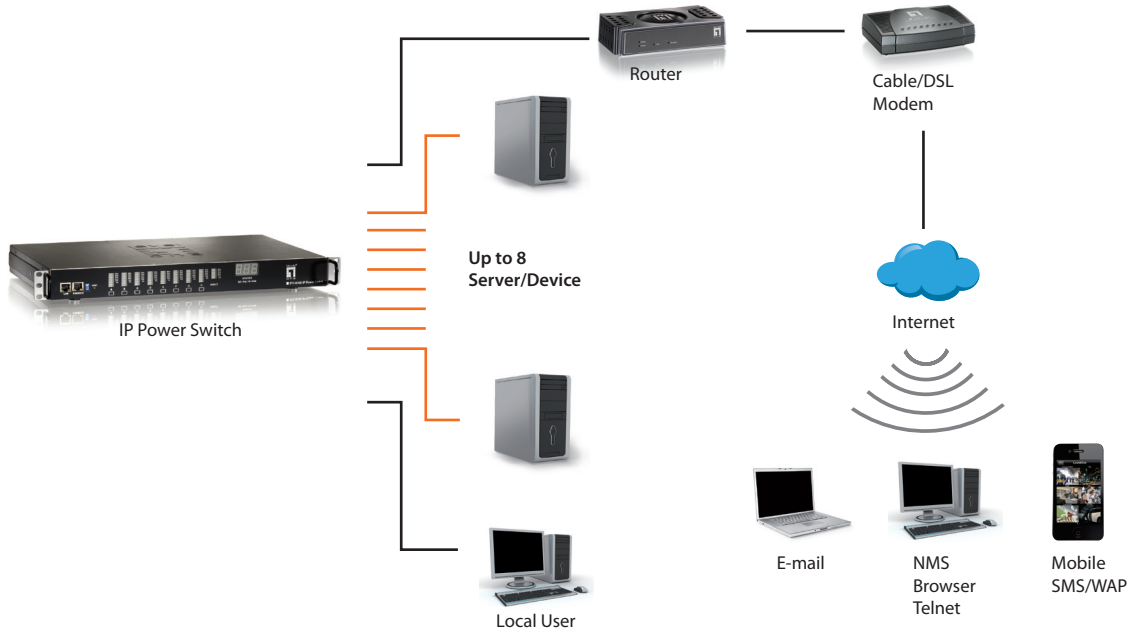 Router
Cable/DSL
Modem
Up to 8
Server/Device
IP Power Switch
Internet
E-mail
NMS
Browser
Telnet
Mobile
SMS/WAP
Local User